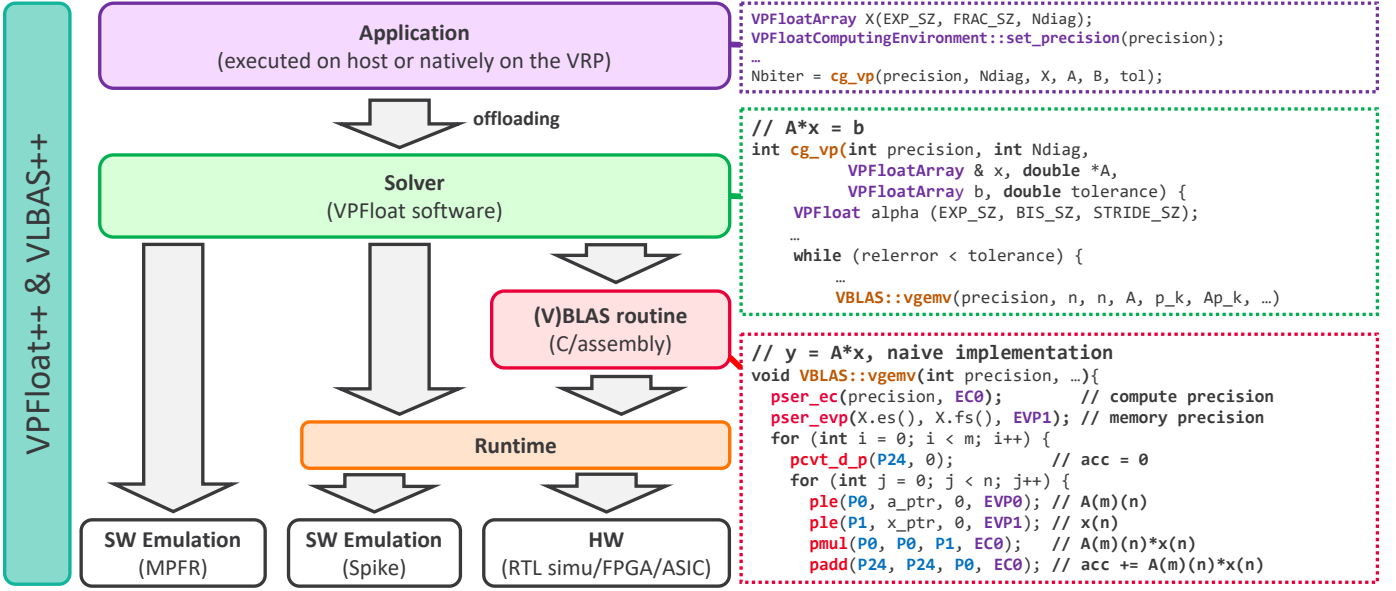 VPFloat++ & VLBAS++
Application
(executed on host or natively on the VRP)
offloading
Solver
(VPFloat software)
(V)BLAS routine
(C/assembly)
Runtime
SW Emulation
(MPFR)
SW Emulation
(Spike)
HW
(RTL simu/FPGA/ASIC)
VPFloatArray X(EXP_SZ, FRAC_SZ, Ndiag);
VPFloatComputingEnvironment::set_precision(precision);
…
Nbiter = cg_vp(precision, Ndiag, X, A, B, tol);
// A*x = b
int cg_vp(int precision, int Ndiag,
VPFloatArray & x, double *A,
VPFloatArray b, double tolerance) {
VPFloat alpha (EXP_SZ, BIS_SZ, STRIDE_SZ);
…
while (relerror < tolerance) {
…
VBLAS::vgemv(precision, n, n, A, p_k, Ap_k, …)
// y = A*x, naive implementation
void VBLAS::vgemv(int precision, …){
pser_ec(precision, EC0); // compute precision
pser_evp(X.es(), X.fs(), EVP1); // memory precision
for (int i = 0; i < m; i++) {
pcvt_d_p(P24, 0); // acc = 0
for (int j = 0; j < n; j++) {
ple(P0, a_ptr, 0, EVP0); // A(m)(n)
ple(P1, x_ptr, 0, EVP1); // x(n)
pmul(P0, P0, P1, EC0); // A(m)(n)*x(n)
padd(P24, P24, P0, EC0); // acc += A(m)(n)*x(n)